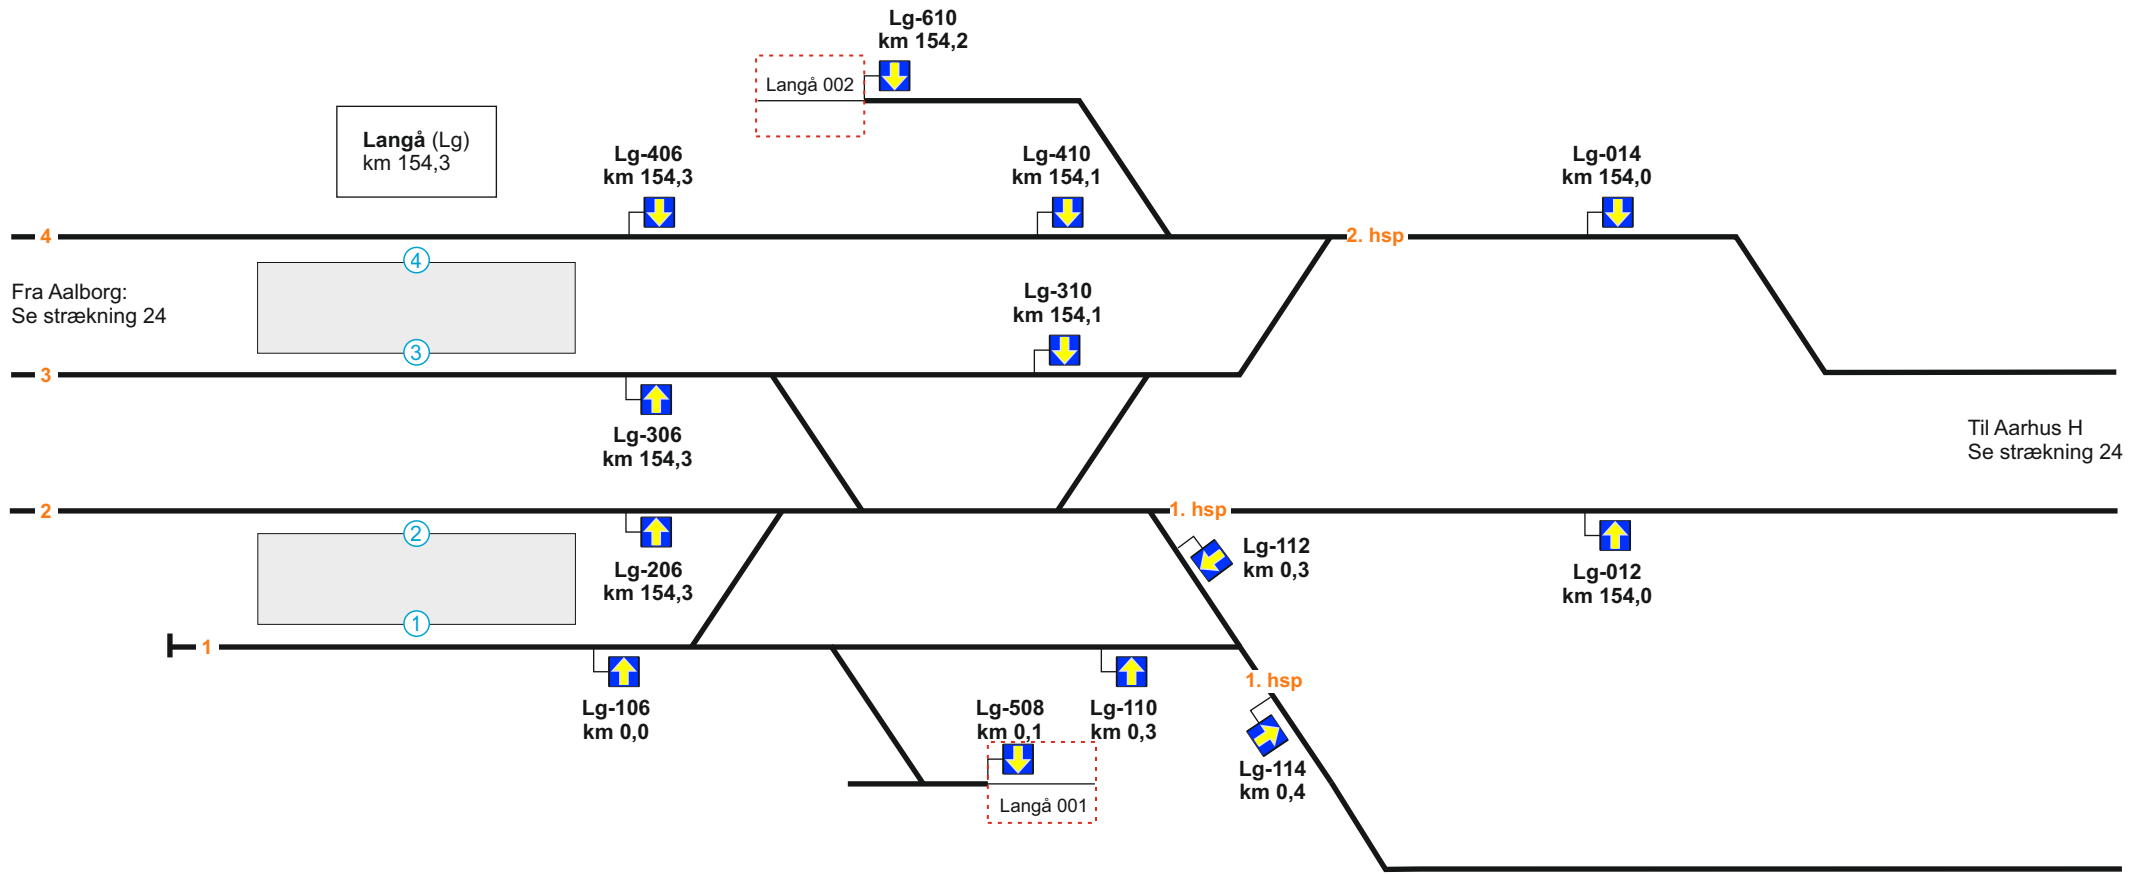 Lg-610
km 154,2
Langå 002
Langå (Lg)
km 154,3
Lg-406
km 154,3
Lg-410
km 154,1
Lg-014
km 154,0
4
2. hsp
4
Fra Aalborg:
Se strækning 24
Lg-310
km 154,1
3
3
Lg-306
km 154,3
Til Aarhus H
Se strækning 24
2
1. hsp
2
Lg-206
km 154,3
Lg-112
km 0,3
Lg-012
km 154,0
1
1
1. hsp
Lg-106
km 0,0
Lg-508
km 0,1
Lg-110
km 0,3
Lg-114
km 0,4
Langå 001